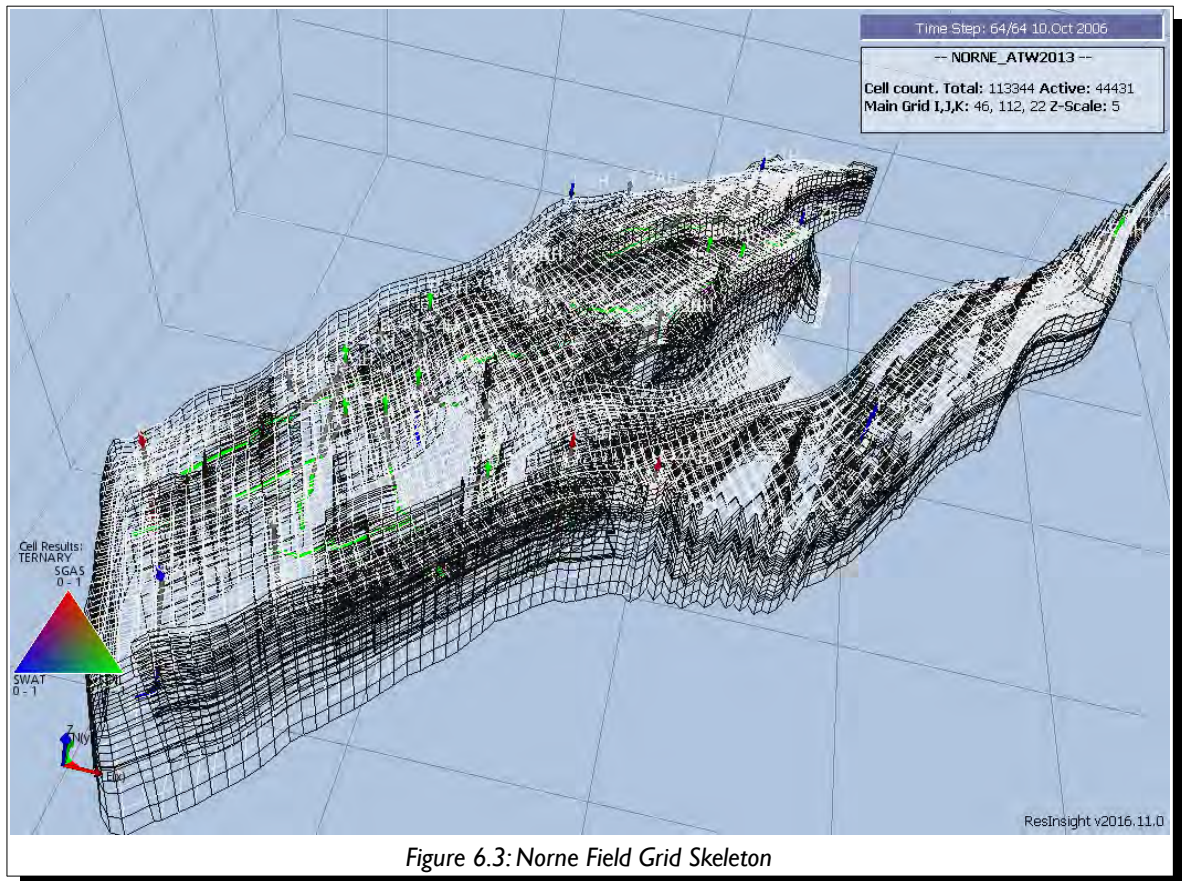 Time Step: 64/64 10.Oct 2006
-- NORNE_ATW2013 --
Cell count. Total: 113344 Active: 44431
Main Grid I,J,K: 46, 112, 22 Z-Scale: 5
Cell Results:
TERNARY
SGAS
0 - 1
SWAT
0 - 1
Z
N(y
E(x)
ResInsight v2016.11.0
Figure 6.3: Norne Field Grid Skeleton